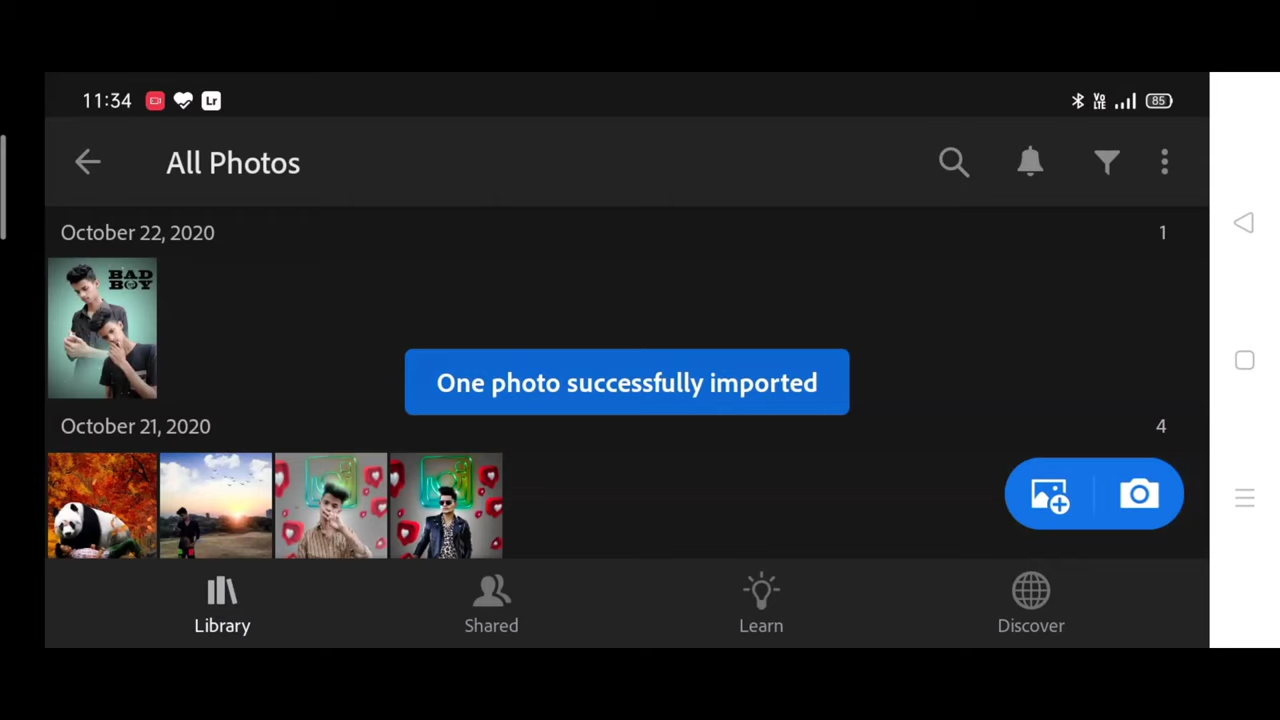 11:34 Lr VoLTE 85
All Photos
October 22, 2020 1
BAD
BOY
One photo successfully imported
October 21, 2020 4
Library Shared Learn Discover